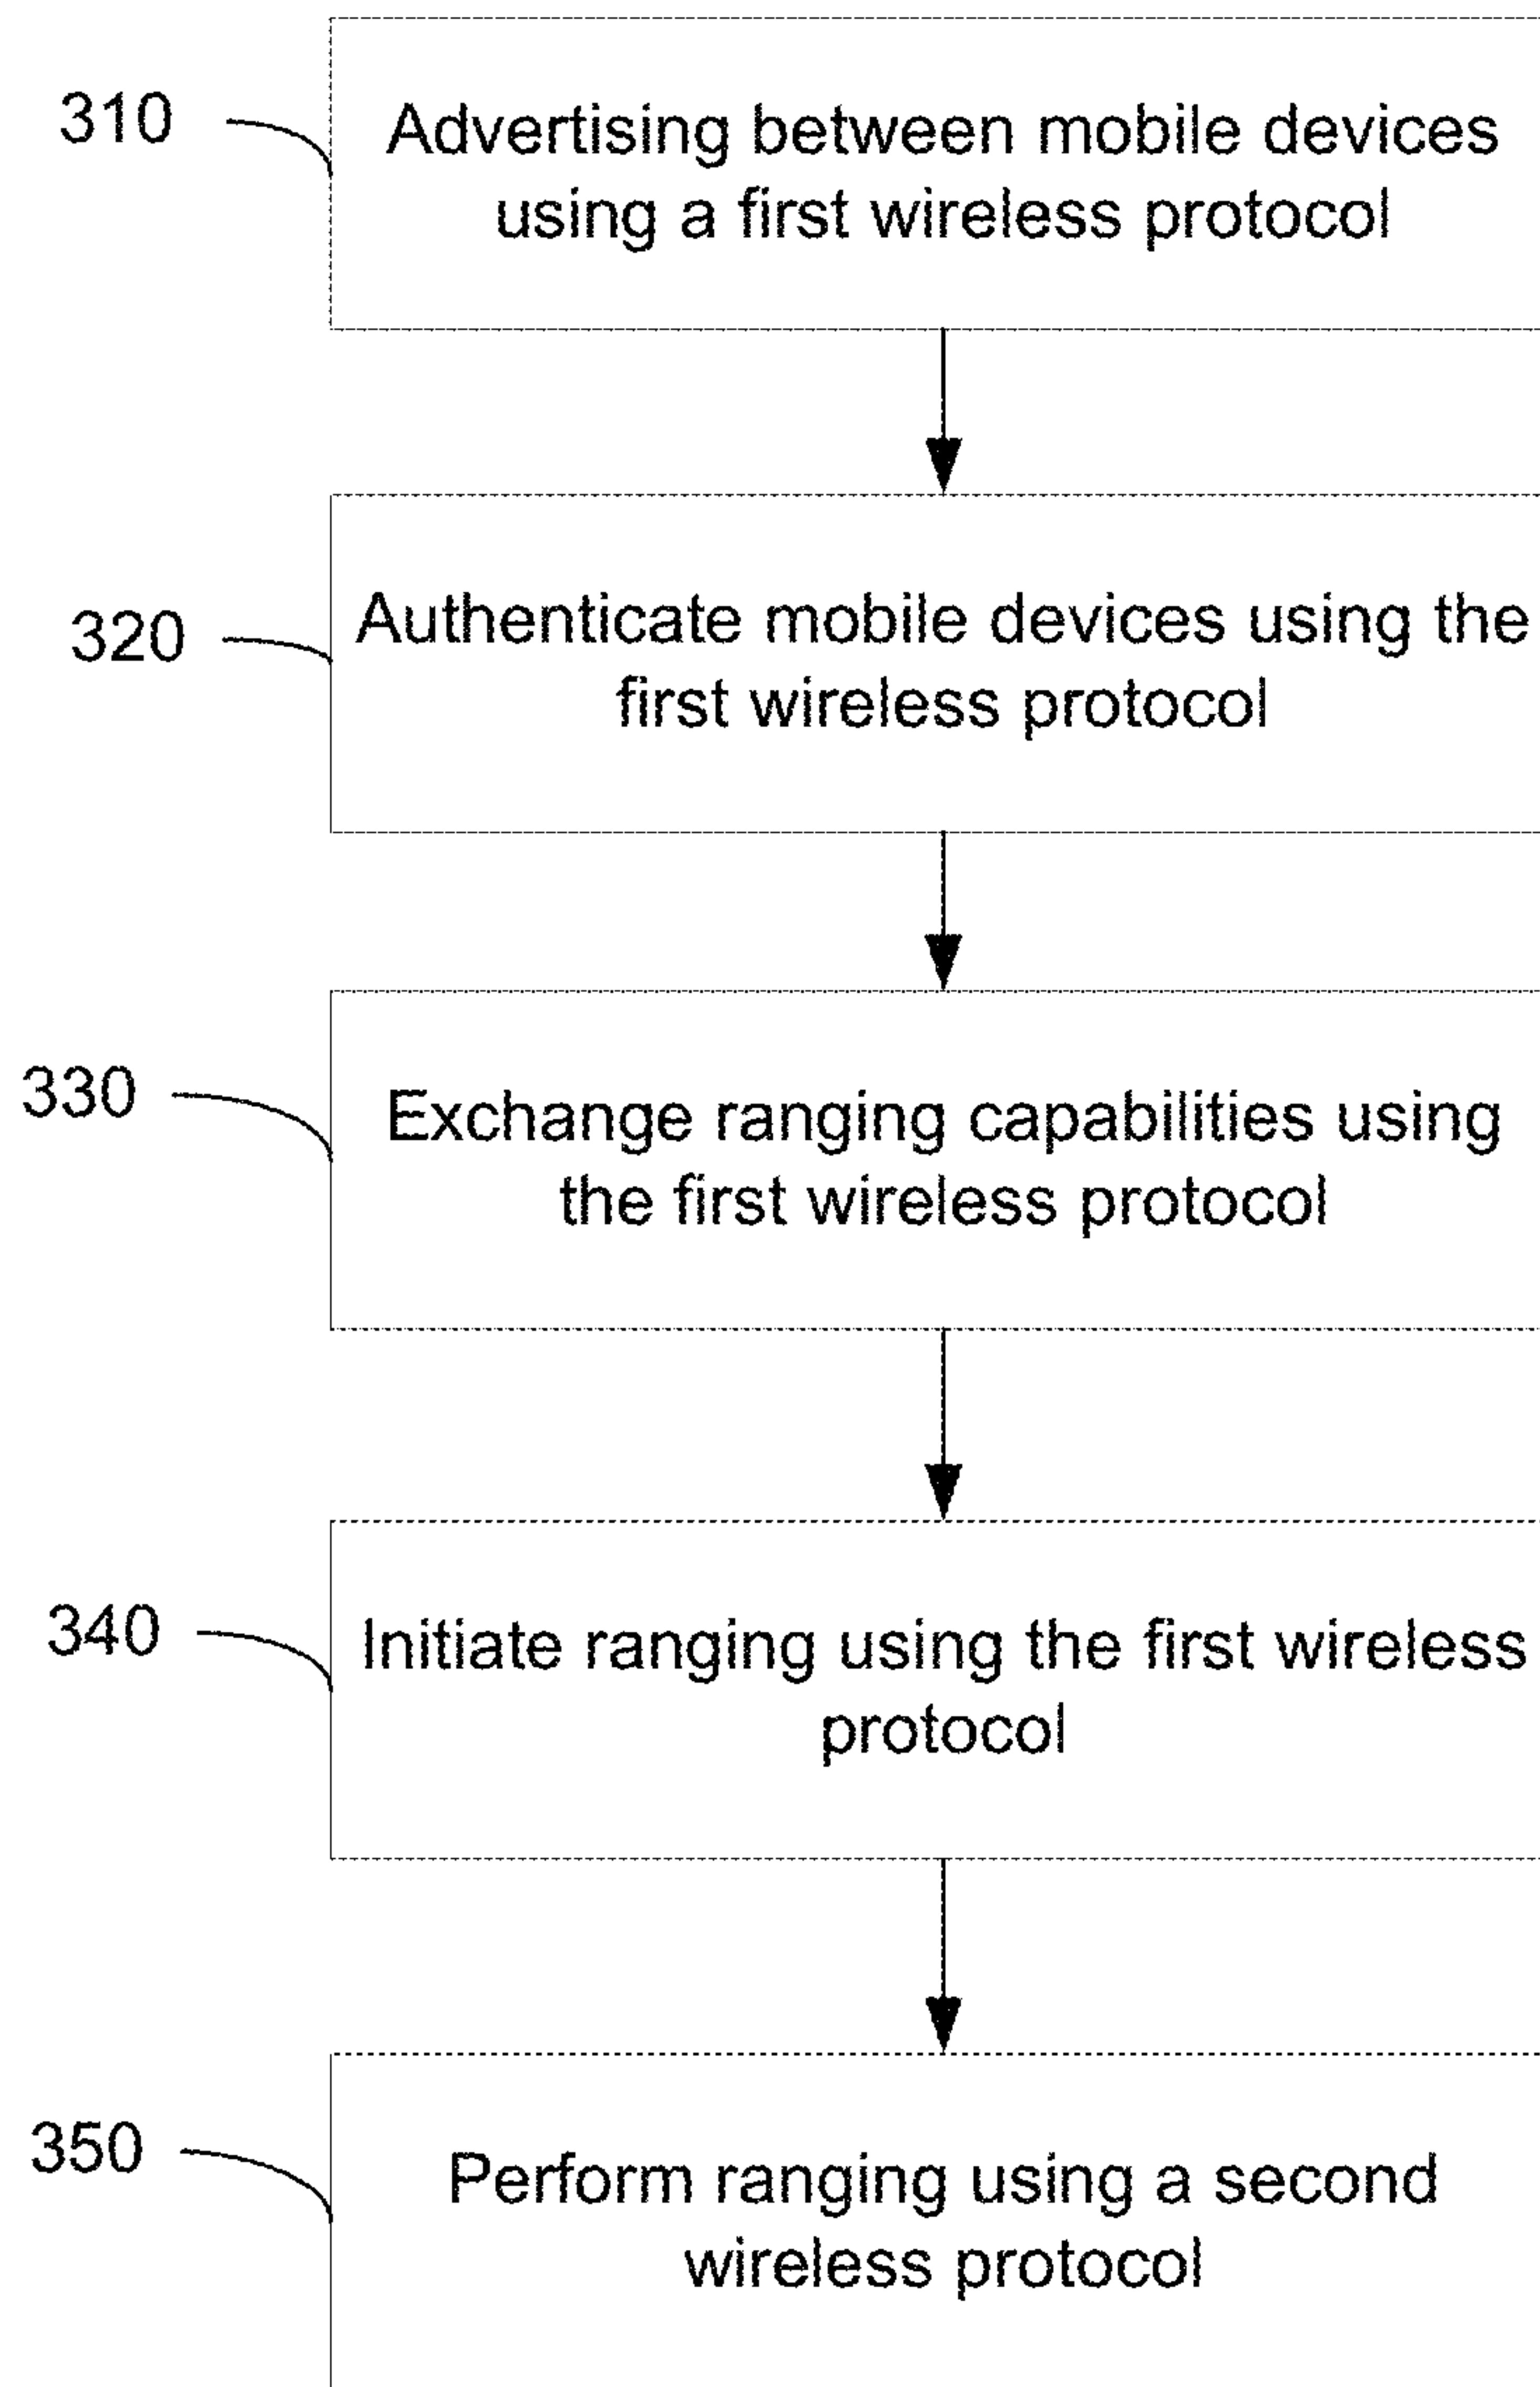 310
Advertising between mobile devices
using a first wireless protocol
320
Authenticate mobile devices using the
first wireless protocol
330
Exchange ranging capabilities using
the first wireless protocol
340
Initiate ranging using the first wireless
protocol
350
Perform ranging using a second
wireless protocol